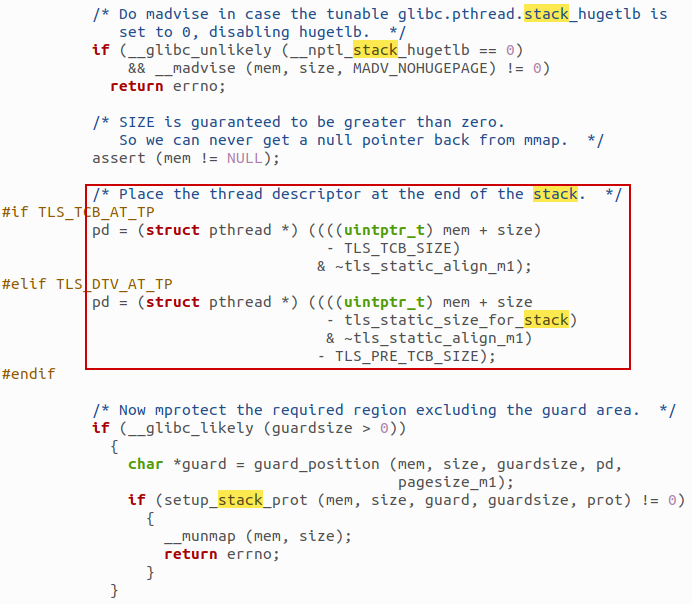 /* Do madvise in case the tunable glibc.pthread.stack_hugetlb is
set to 0, disabling hugetlb.  */
if (__glibc_unlikely (__nptl_stack_hugetlb == 0)
&& __madvise (mem, size, MADV_NOHUGEPAGE) != 0)
return errno;
/* SIZE is guaranteed to be greater than zero.
So we can never get a null pointer back from mmap.  */
assert (mem != NULL);
/* Place the thread descriptor at the end of the stack.  */
#if TLS_TCB_AT_TP
pd = (struct pthread *) ((((uintptr_t) mem + size)
- TLS_TCB_SIZE)
& ~tls_static_align_m1);
#elif TLS_DTV_AT_TP
pd = (struct pthread *) ((((uintptr_t) mem + size
- tls_static_size_for_stack)
& ~tls_static_align_m1)
- TLS_PRE_TCB_SIZE);
#endif
/* Now mprotect the required region excluding the guard area.  */
if (__glibc_likely (guardsize > 0))
{
char *guard = guard_position (mem, size, guardsize, pd,
pagesize_m1);
if (setup_stack_prot (mem, size, guard, guardsize, prot) != 0)
{
__munmap (mem, size);
return errno;
}
}